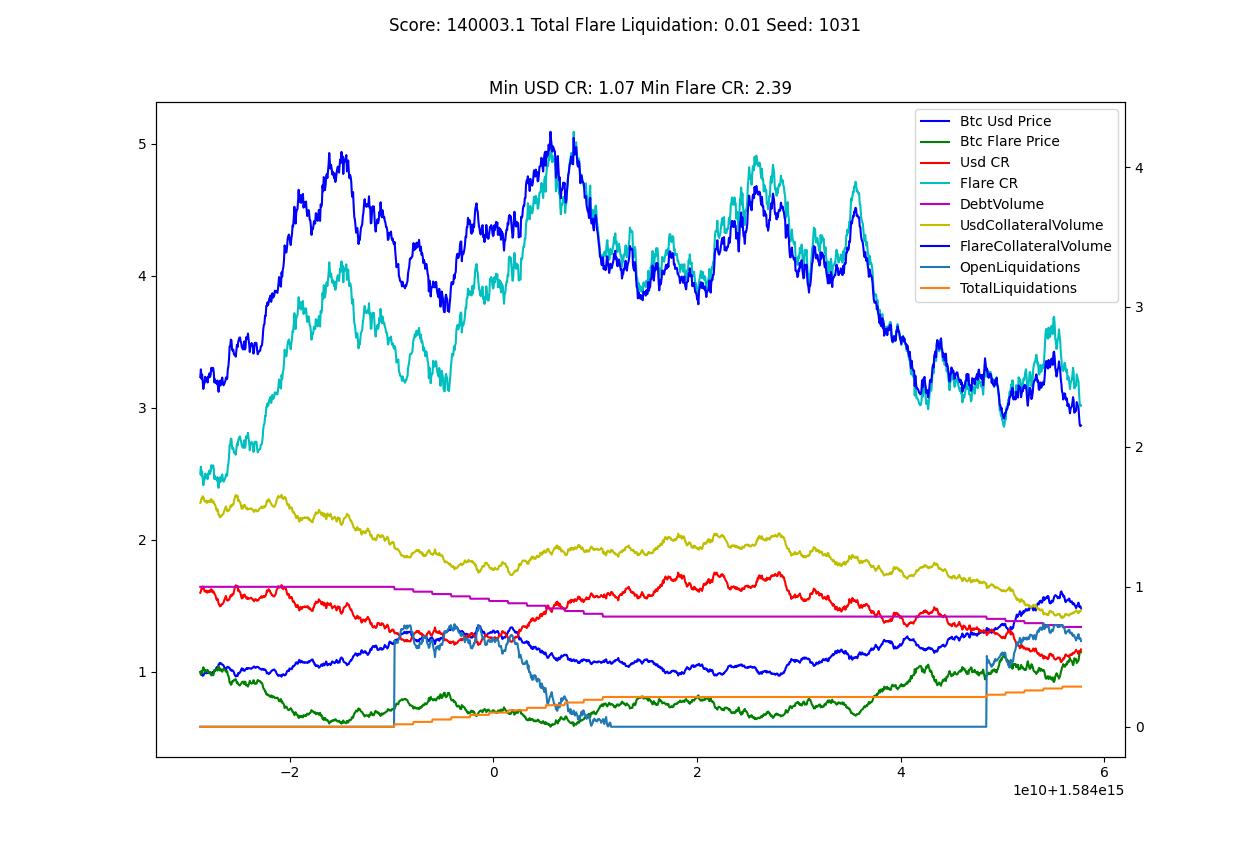 Score: 140003.1 Total Flare Liquidation: 0.01 Seed: 1031
Min USD CR: 1.07 Min Flare CR: 2.39
Btc Usd Price
Btc Flare Price
Usd CR
Flare CR
DebtVolume
UsdCollateralVolume
FlareCollateralVolume
OpenLiquidations
TotalLiquidations
5
4
3
2
1
4
3
2
1
0
−2
0
2
4
6
1e10+1.584e15